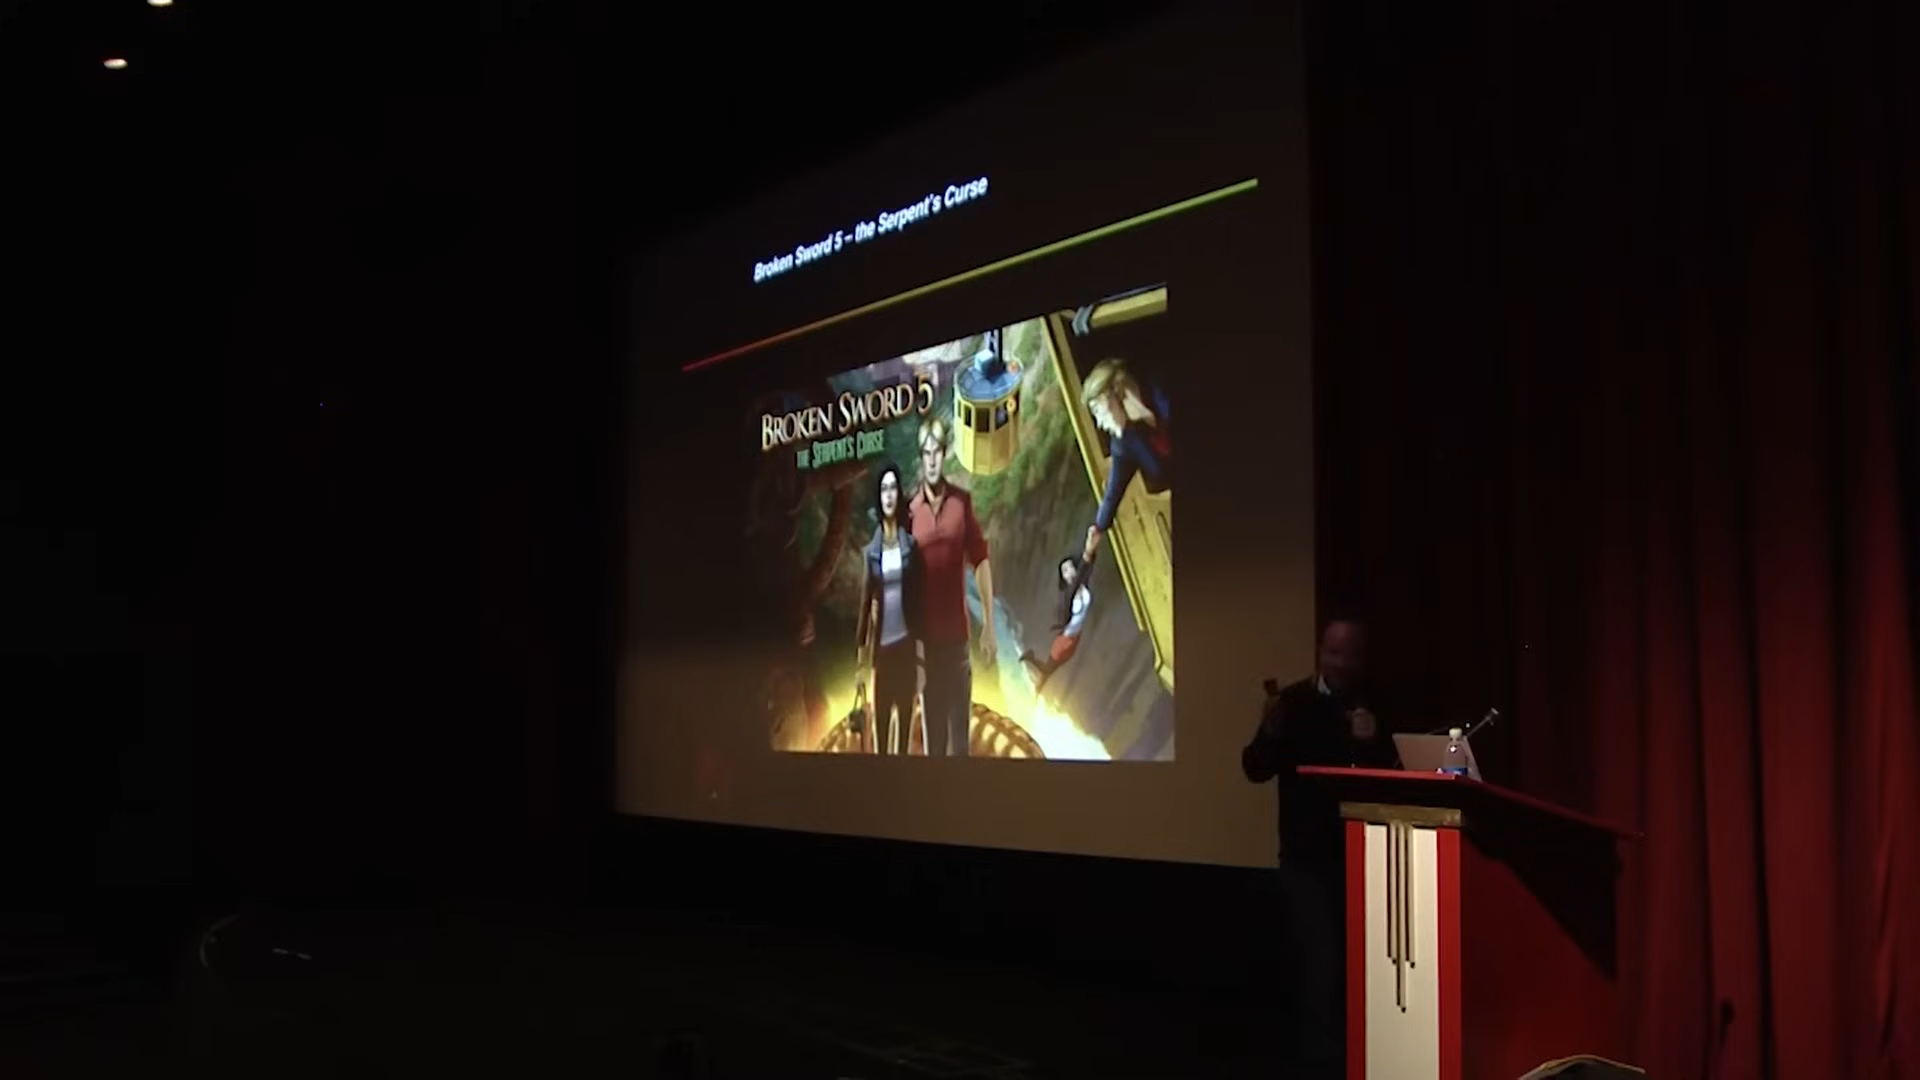 Broken Sword 5 – the Serpent's Curse
BROKEN SWORD 5
THE SERPENT'S CURSE